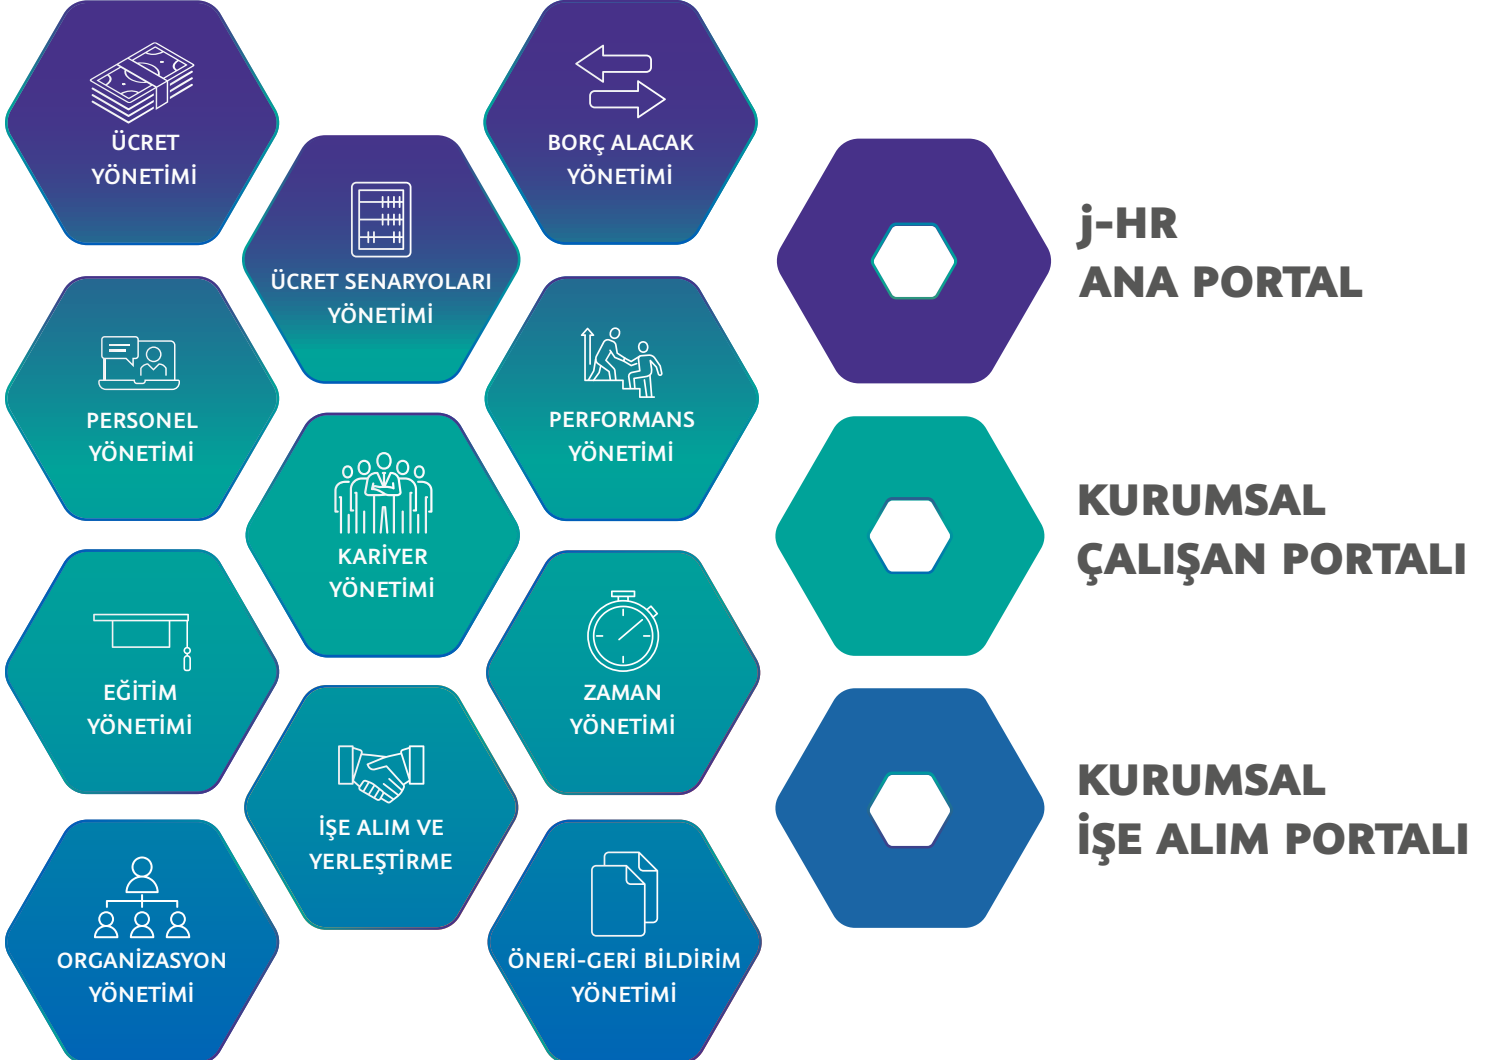 ÜCRET
YÖNETİMİ
BORÇ ALACAK
YÖNETİMİ
ÜCRET SENARYOLARI
YÖNETİMİ
PERSONEL
YÖNETİMİ
PERFORMANS
YÖNETİMİ
KARİYER
YÖNETİMİ
EĞİTİM
YÖNETİMİ
ZAMAN
YÖNETİMİ
İŞE ALIM VE
YERLEŞTİRME
ORGANİZASYON
YÖNETİMİ
ÖNERİ-GERİ BİLDİRİM
YÖNETİMİ
j-HR
ANA PORTAL
KURUMSAL
ÇALIŞAN PORTALI
KURUMSAL
İŞE ALIM PORTALI